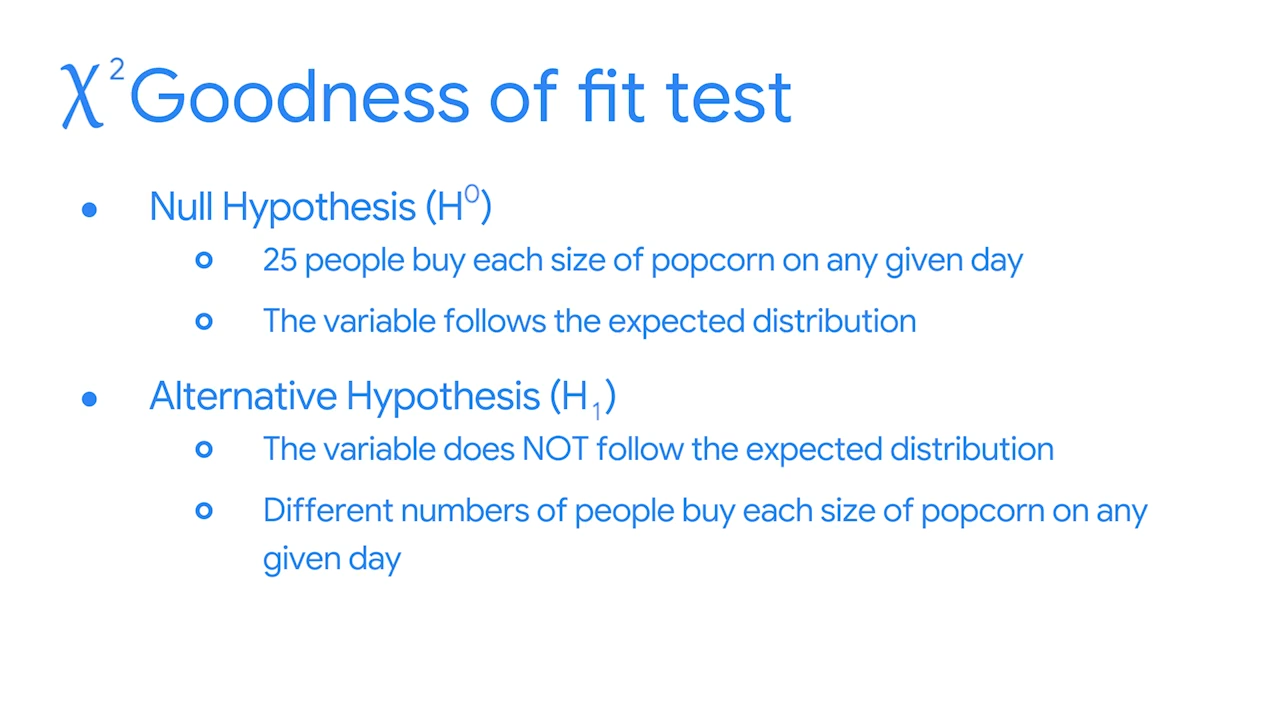 χ² Goodness of fit test
● Null Hypothesis (H⁰)
○ 25 people buy each size of popcorn on any given day
○ The variable follows the expected distribution
● Alternative Hypothesis (H₁)
○ The variable does NOT follow the expected distribution
○ Different numbers of people buy each size of popcorn on any
given day